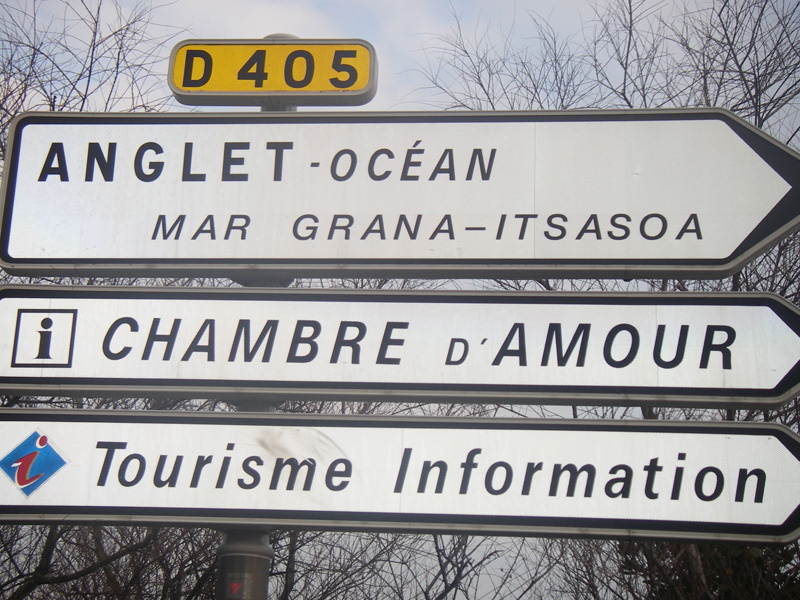 D 405
ANGLET - OCÉAN
MAR GRANA - ITSASOA
i CHAMBRE D'AMOUR
i Tourisme Information